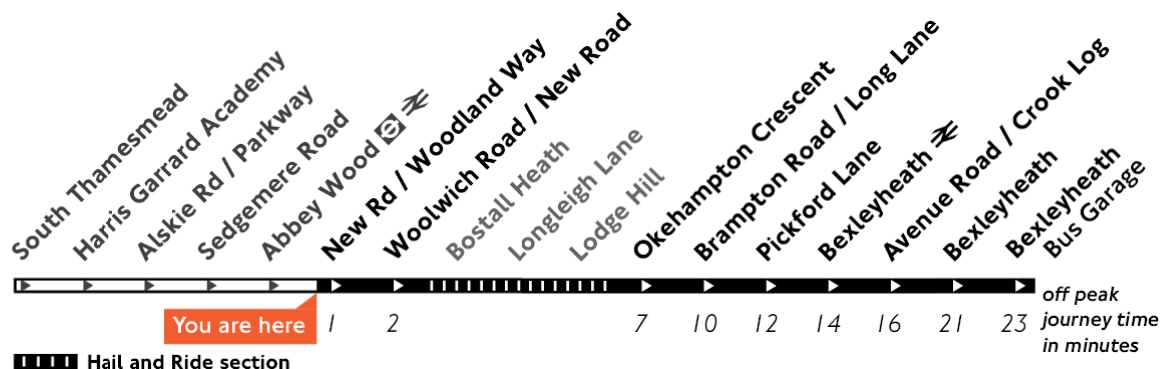 South Thamesmead
Harris Garrard Academy
Alskie Rd / Parkway
Sedgemere Road
Abbey Wood
New Rd / Woodland Way
Woolwich Road / New Road
Bostall Heath
Longleigh Lane
Lodge Hill
Okehampton Crescent
Brampton Road / Long Lane
Pickford Lane
Bexleyheath
Avenue Road / Crook Log
Bexleyheath
Bexleyheath
Bus Garage
You are here
1 2 7 10 12 14 16 21 23
off peak
journey time
in minutes
Hail and Ride section